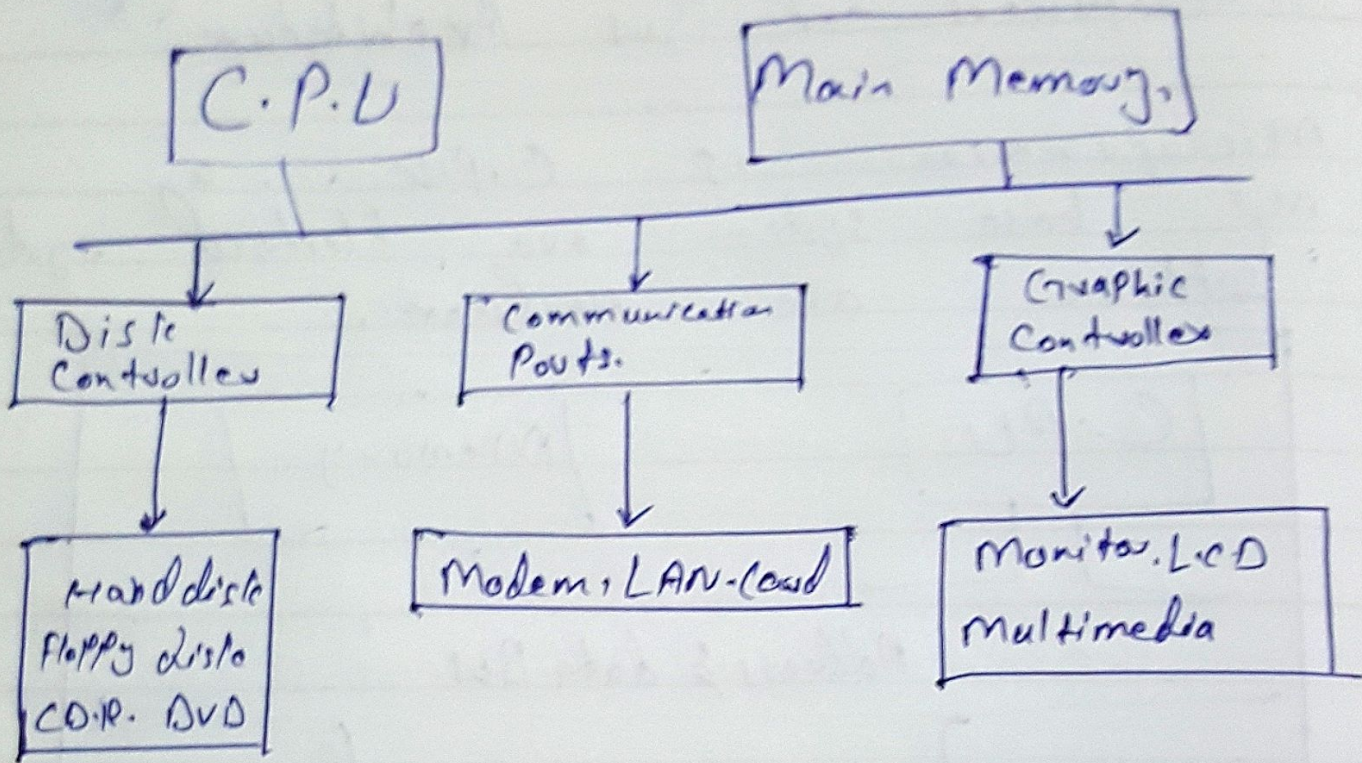 C.P.U
Main Memory.
Disk
Controller
Communication
Ports.
Graphic
Controller
Hard disk
Floppy disk
CD.R. DVD
Modem, LAN-Card
Monitor, LCD
Multimedia